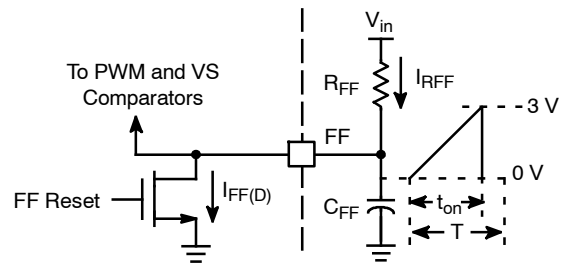 V_in
To PWM and VS
Comparators
R_FF
I_RFF
FF
3 V
0 V
FF Reset
I_FF(D)
C_FF
t_on
T